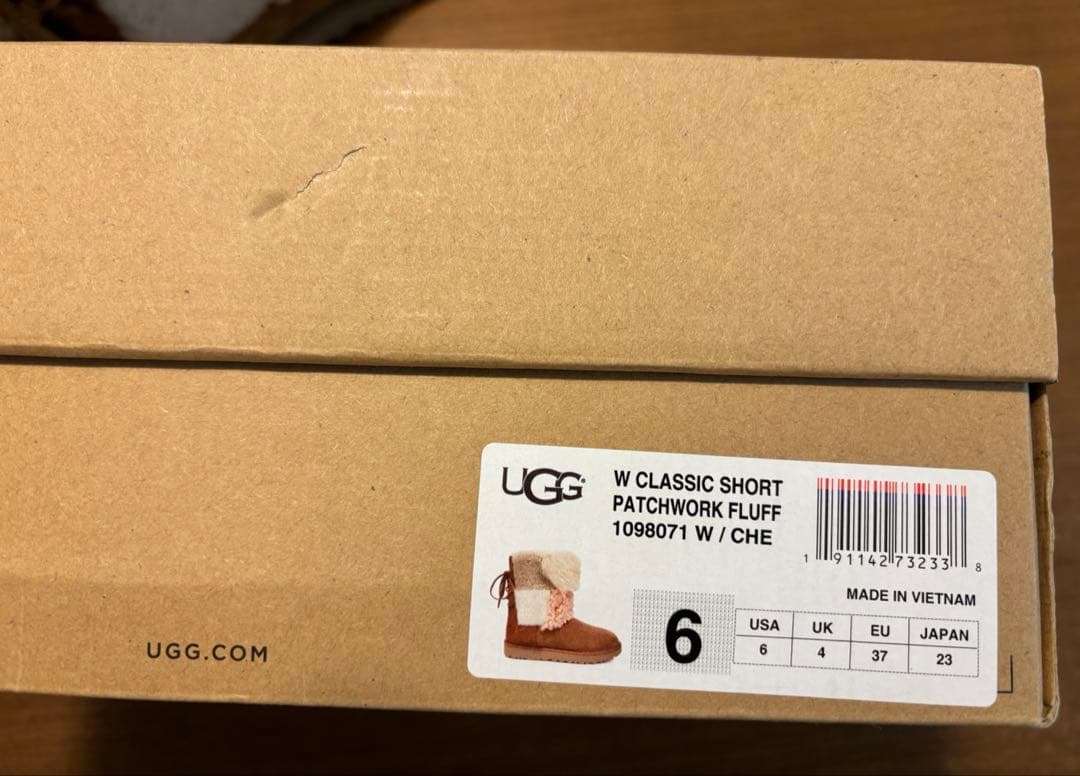 UGG
W CLASSIC SHORT
PATCHWORK FLUFF
1098071 W / CHE
1 91142 73233 8
MADE IN VIETNAM
6
USA UK EU JAPAN
6 4 37 23
UGG.COM